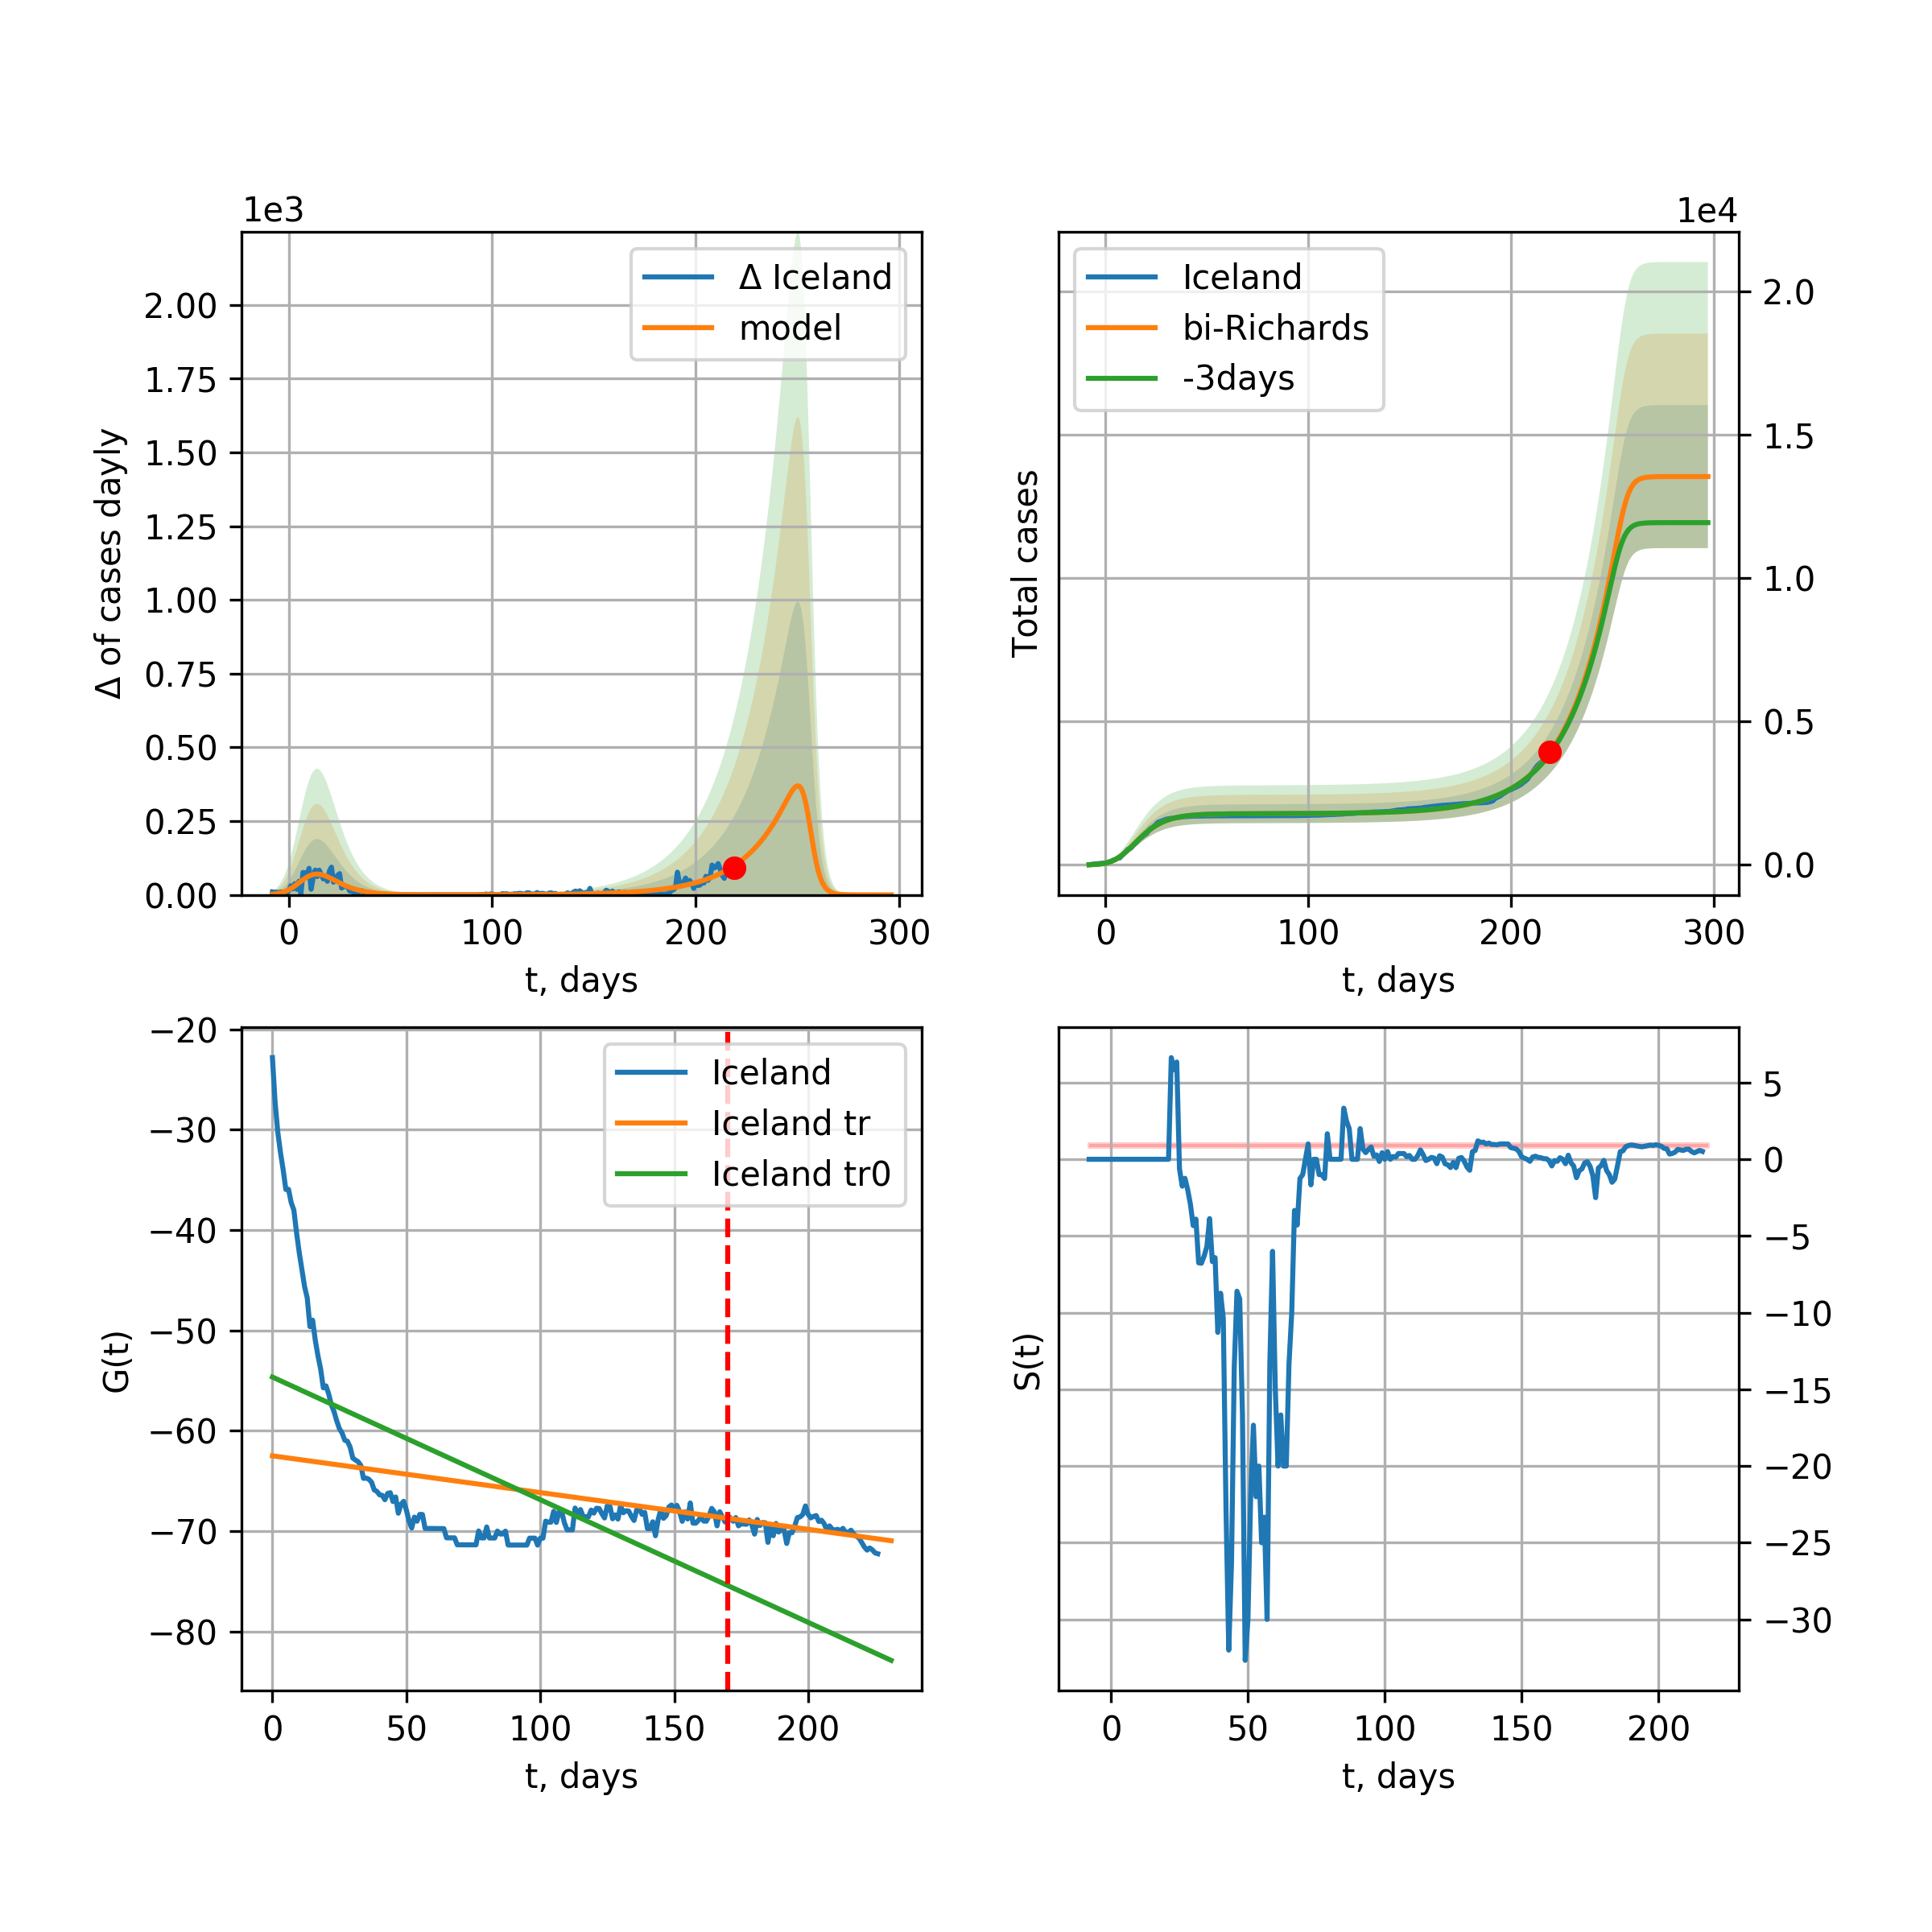 1e3
Δ of cases dayly
2.00
1.75
1.50
1.25
1.00
0.75
0.50
0.25
0.00
0 100 200 300
t, days
Δ Iceland
model
1e4
Total cases
2.0
1.5
1.0
0.5
0.0
0 100 200 300
t, days
Iceland
bi-Richards
-3days
G(t)
−20
−30
−40
−50
−60
−70
−80
0 50 100 150 200
t, days
Iceland
Iceland tr
Iceland tr0
S(t)
5
0
−5
−10
−15
−20
−25
−30
0 50 100 150 200
t, days